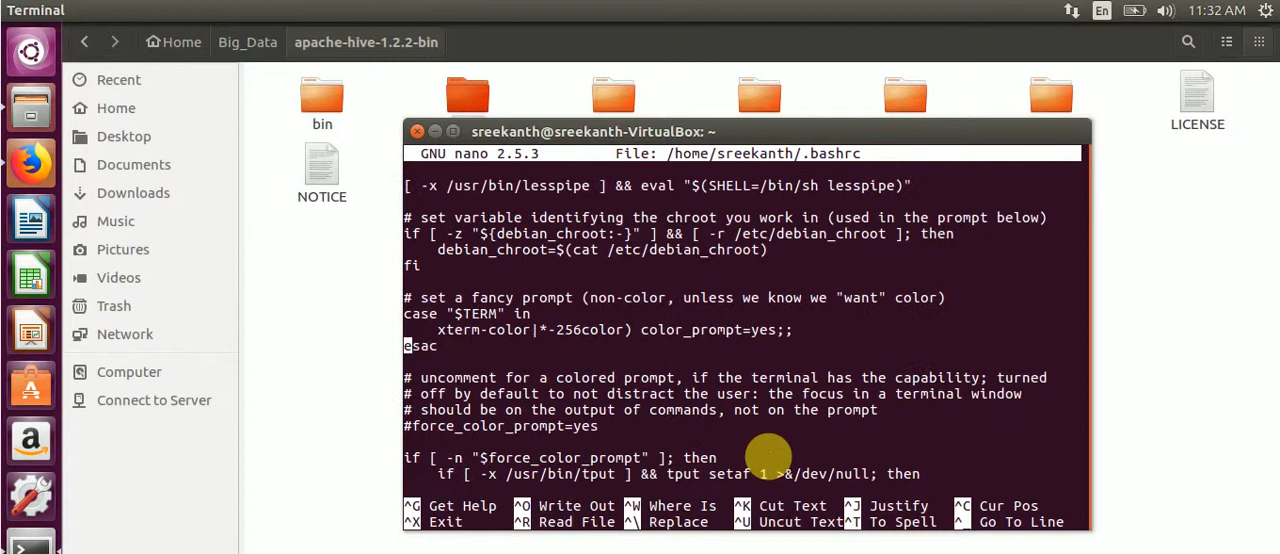 Terminal
En
11:32 AM
Home
Big_Data
apache-hive-1.2.2-bin
Recent
Home
Desktop
Documents
Downloads
Music
Pictures
Videos
Trash
Network
Computer
Connect to Server
bin
LICENSE
NOTICE
sreekanth@sreekanth-VirtualBox: ~
GNU nano 2.5.3 File: /home/sreekanth/.bashrc
[ -x /usr/bin/lesspipe ] && eval "$(SHELL=/bin/sh lesspipe)"
# set variable identifying the chroot you work in (used in the prompt below)
if [ -z "${debian_chroot:-}" ] && [ -r /etc/debian_chroot ]; then
debian_chroot=$(cat /etc/debian_chroot)
fi
# set a fancy prompt (non-color, unless we know we "want" color)
case "$TERM" in
xterm-color|*-256color) color_prompt=yes;;
esac
# uncomment for a colored prompt, if the terminal has the capability; turned
# off by default to not distract the user: the focus in a terminal window
# should be on the output of commands, not on the prompt
#force_color_prompt=yes
if [ -n "$force_color_prompt" ]; then
if [ -x /usr/bin/tput ] && tput setaf 1 >&/dev/null; then
^G Get Help ^O Write Out ^W Where Is ^K Cut Text ^J Justify ^C Cur Pos
^X Exit ^R Read File ^\ Replace ^U Uncut Text^T To Spell ^_ Go To Line